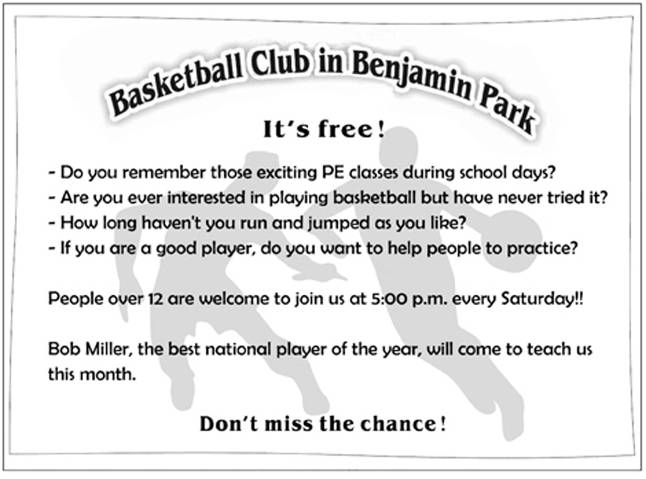 Basketball Club in Benjamin Park
It's free!
- Do you remember those exciting PE classes during school days?
- Are you ever interested in playing basketball but have never tried it?
- How long haven't you run and jumped as you like?
- If you are a good player, do you want to help people to practice?
People over 12 are welcome to join us at 5:00 p.m. every Saturday!!
Bob Miller, the best national player of the year, will come to teach us
this month.
Don't miss the chance!